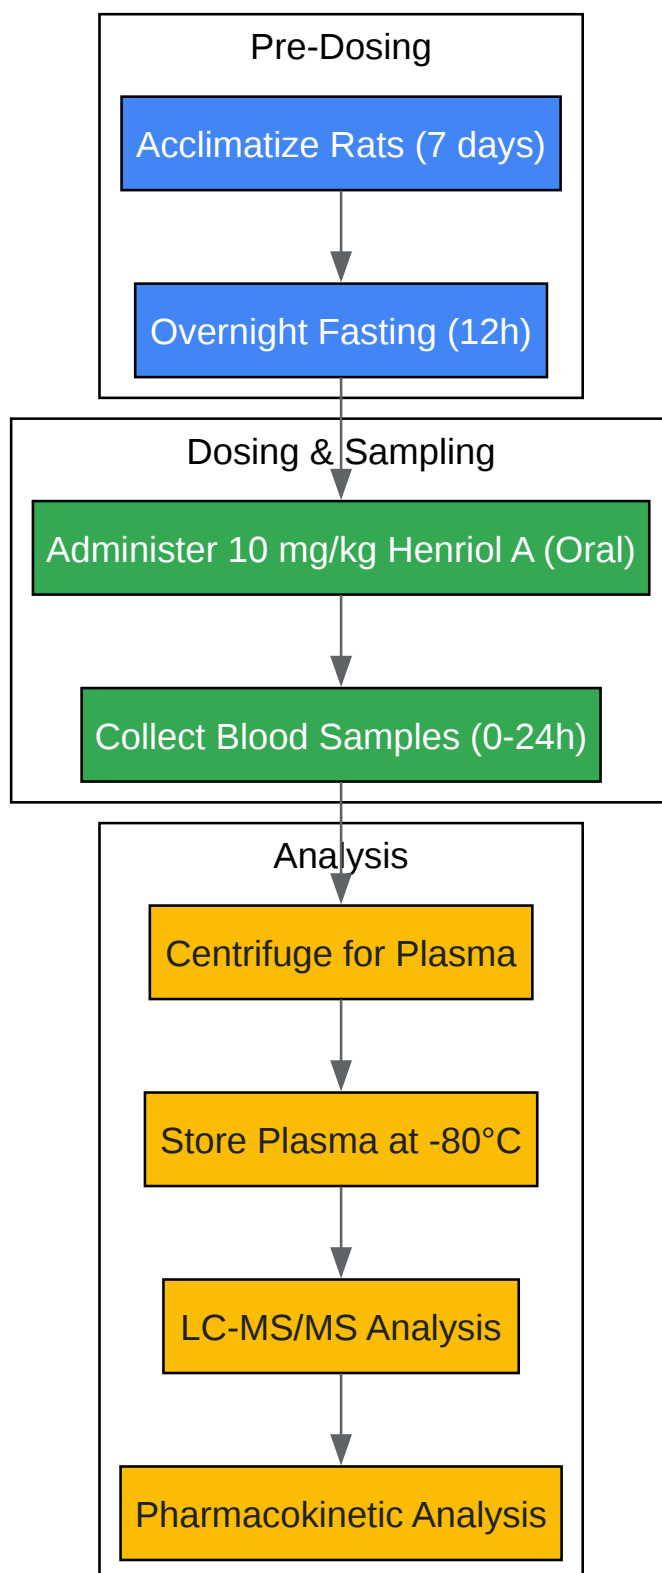 Pre-Dosing
Acclimatize Rats (7 days)
Overnight Fasting (12h)
Dosing & Sampling
Administer 10 mg/kg Henriol A (Oral)
Collect Blood Samples (0-24h)
Analysis
Centrifuge for Plasma
Store Plasma at -80°C
LC-MS/MS Analysis
Pharmacokinetic Analysis